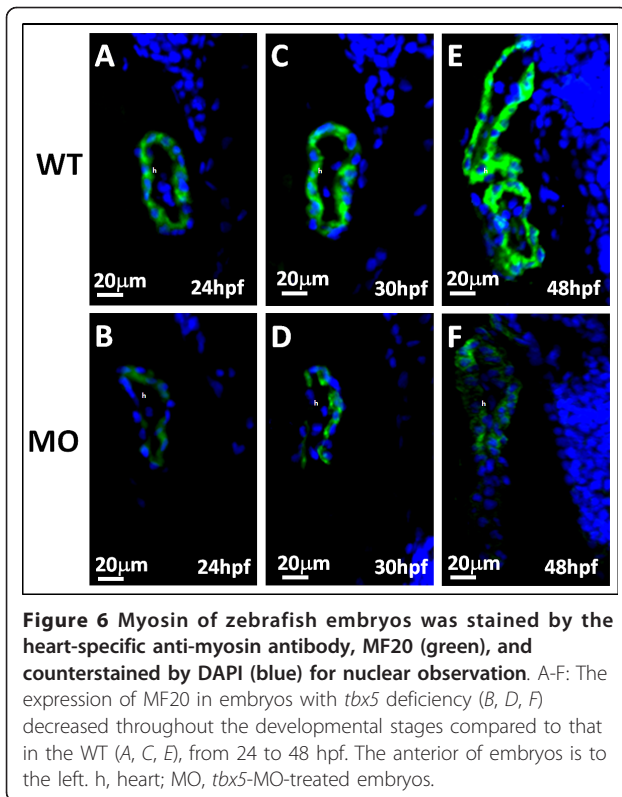 A
C
E
WT
h
h
h
20μm
24hpf
20μm
30hpf
20μm
48hpf
B
D
F
MO
h
h
h
20μm
24hpf
20μm
30hpf
20μm
48hpf
Figure 6 Myosin of zebrafish embryos was stained by the
heart-specific anti-myosin antibody, MF20 (green), and
counterstained by DAPI (blue) for nuclear observation. A-F: The
expression of MF20 in embryos with tbx5 deficiency (B, D, F)
decreased throughout the developmental stages compared to that
in the WT (A, C, E), from 24 to 48 hpf. The anterior of embryos is to
the left. h, heart; MO, tbx5-MO-treated embryos.